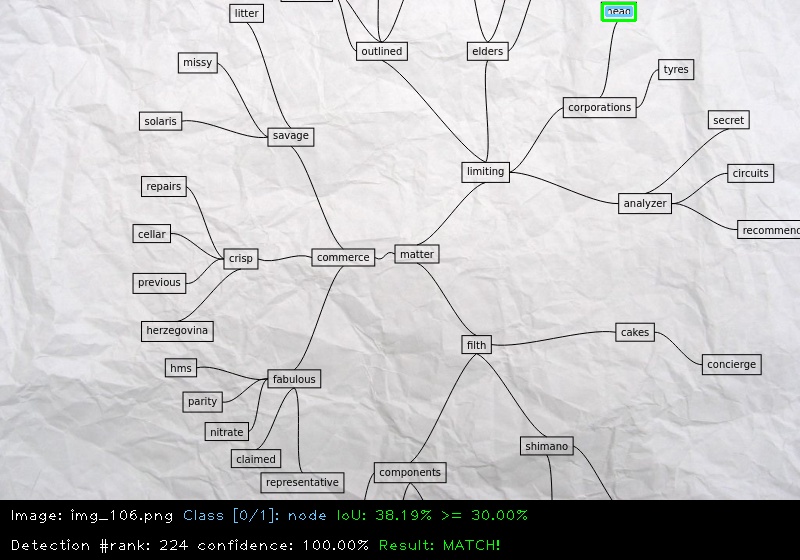 litter
outlined
elders
missy
tyres
corporations
solaris
savage
secret
limiting
circuits
repairs
analyzer
cellar
recommend
crisp
commerce
matter
previous
herzegovina
filth
cakes
concierge
hms
fabulous
parity
nitrate
shimano
claimed
components
representative
Image: img_106.png Class [0/1]: node IoU: 38.19% >= 30.00%
Detection #rank: 224 confidence: 100.00% Result: MATCH!